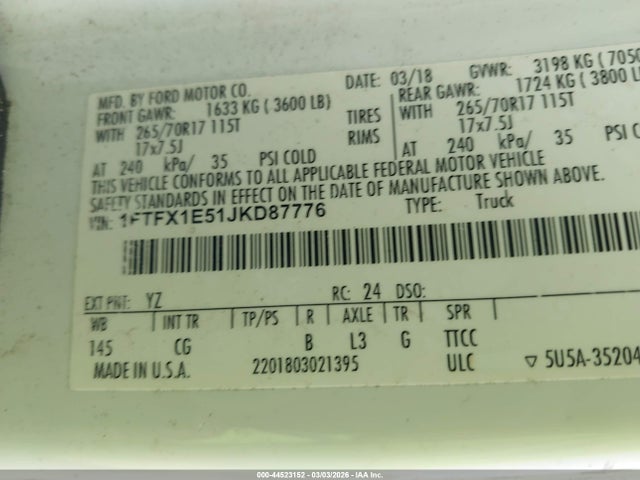 MFD. BY FORD MOTOR CO. DATE: 03/18 GVWR: 3198 KG ( 7050
FRONT GAWR: 1633 KG ( 3600 LB) REAR GAWR: 1724 KG ( 3800 LB
WITH 265/70R17 115T TIRES WITH 265/70R17 115T
17x7.5J RIMS 17x7.5J
AT 240 kPa/ 35 PSI COLD AT 240 kPa/ 35 PSI CO
THIS VEHICLE CONFORMS TO ALL APPLICABLE FEDERAL MOTOR VEHICLE
SAFETY STANDARDS IN EFFECT ON THE DATE OF MANUFACTURE SHOWN ABOVE.
VIN: 1FTFX1E51JKD87776 TYPE: Truck
EXT PNT: YZ RC: 24 DSO:
WB INT TR TP/PS R AXLE TR SPR
145 CG B L3 G TTCC
MADE IN U.S.A. 2201803021395 ULC ▽ 5U5A-35204
000-44523152 - 03/03/2026 - IAA Inc.